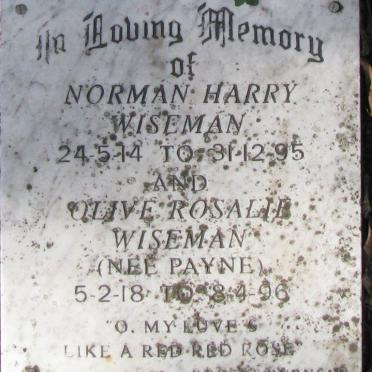 In Loving Memory
of
NORMAN HARRY
WISEMAN
24-5-14 TO 31-12-95
AND
OLIVE ROSALIE
WISEMAN
(NEE PAYNE)
5-2-18 TO 8-4-96
"O. MY LUVE'S
LIKE A RED RED ROSE"